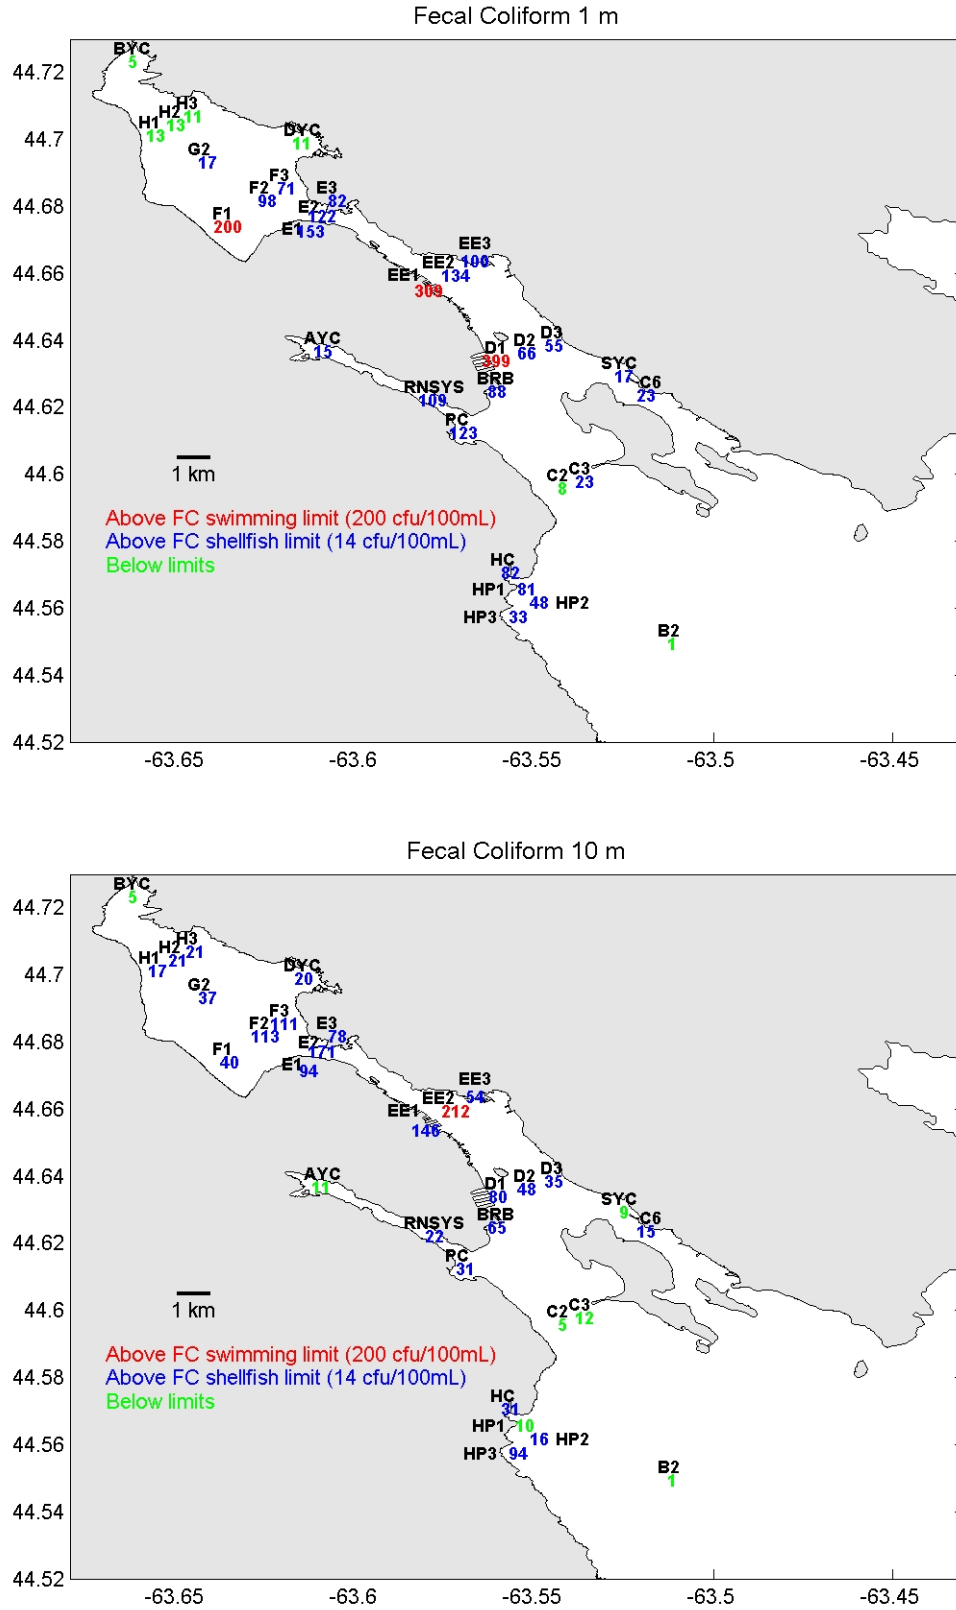 Fecal Coliform 1 m
44.72
44.7
44.68
44.66
44.64
44.62
44.6
44.58
44.56
44.54
44.52
BYC
5
H3
11
H2
13
H1
13
DYC
11
G2
17
F3
71
F2
98
E3
82
F1
200
E2
122
E1
153
EE3
100
EE2
134
EE1
309
AYC
15
D3
55
D2
66
D1
399
SYC
17
C6
23
BRB
88
RNSYS
109
PC
123
1 km
C2
8
C3
23
Above FC swimming limit (200 cfu/100mL)
Above FC shellfish limit (14 cfu/100mL)
Below limits
HC
82
HP1
81
48 HP2
HP3
33
B2
1
-63.65 -63.6 -63.55 -63.5 -63.45
Fecal Coliform 10 m
44.72
44.7
44.68
44.66
44.64
44.62
44.6
44.58
44.56
44.54
44.52
BYC
5
H3
21
H2
21
H1
17
DYC
20
G2
37
F3
111
F2
113
E3
78
F1
40
E2
171
E1
94
EE3
54
EE2
212
EE1
146
AYC
11
D3
35
D2
48
D1
80
SYC
9
C6
15
BRB
65
RNSYS
22
PC
31
1 km
C2
5
C3
12
Above FC swimming limit (200 cfu/100mL)
Above FC shellfish limit (14 cfu/100mL)
Below limits
HC
31
HP1
10
16 HP2
HP3
94
B2
1
-63.65 -63.6 -63.55 -63.5 -63.45